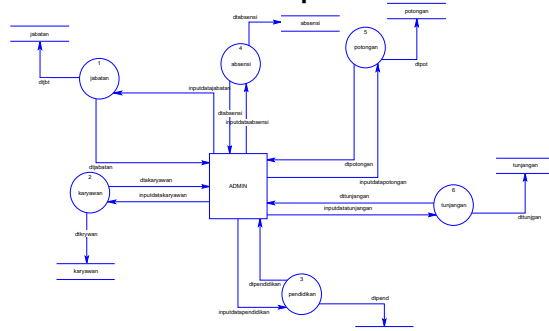 dtabsensi
potongan
absensi
jabatan
5
potongan
4
absensi
1
jabatan
dtpot
dtjbt
inputdatajabatan
dtabsensi
inputdataabsensi
dtpotongen
dtjabatan
tunjangan
2
karyawan
dtakaryawan
inputdatakaryawan
ADMIN
inputdatapotongan
6
tunjangan
dttunjangan
inputdatatunjangan
dttunjgan
dtkrywan
karyawan
3
pendidikan
dtpendidikan
inputdatapendidikan
dtpend